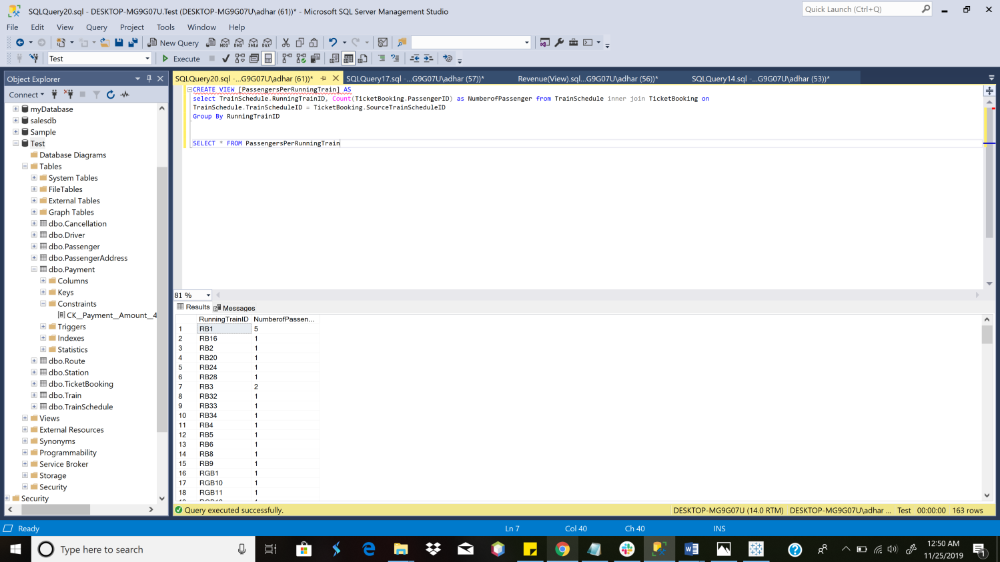 SQLQuery20.sql - DESKTOP-MG9G07U.Test (DESKTOP-MG9G07U\adhar (61))* - Microsoft SQL Server Management Studio
Quick Launch (Ctrl+Q)
File Edit View Query Project Tools Window Help
New Query MDX DMX XMLA DAX
Test Execute
Object Explorer
SQLQuery20.sql -...G9G07U\adhar (61))* SQLQuery17.sql -...G9G07U\adhar (57))* Revenue(View).sql...G9G07U\adhar (56))* SQLQuery14.sql -...G9G07U\adhar (53))*
Connect
myDatabase
salesdb
Sample
Test
Database Diagrams
Tables
System Tables
FileTables
External Tables
Graph Tables
dbo.Cancellation
dbo.Driver
dbo.Passenger
dbo.PassengerAddress
dbo.Payment
Columns
Keys
Constraints
CK__Payment__Amount__4
Triggers
Indexes
Statistics
dbo.Route
dbo.Station
dbo.TicketBooking
dbo.Train
dbo.TrainSchedule
Views
External Resources
Synonyms
Programmability
Service Broker
Storage
Security
Security
CREATE VIEW [PassengersPerRunningTrain] AS
select TrainSchedule.RunningTrainID, Count(TicketBooking.PassengerID) as NumberofPassenger from TrainSchedule inner join TicketBooking on
TrainSchedule.TrainScheduleID = TicketBooking.SourceTrainScheduleID
Group By RunningTrainID
SELECT * FROM PassengersPerRunningTrain
81 %
Results Messages
RunningTrainID NumberofPassen...
1 RB1 5
2 RB16 1
3 RB2 1
4 RB20 1
5 RB24 1
6 RB28 1
7 RB3 2
8 RB32 1
9 RB33 1
10 RB34 1
11 RB4 1
12 RB5 1
13 RB6 1
14 RB8 1
15 RB9 1
16 RGB1 1
17 RGB10 1
18 RGB11 1
Query executed successfully. DESKTOP-MG9G07U (14.0 RTM) DESKTOP-MG9G07U\adhar ... Test 00:00:00 163 rows
Ready Ln 7 Col 40 Ch 40 INS
Type here to search
12:50 AM
11/25/2019
1